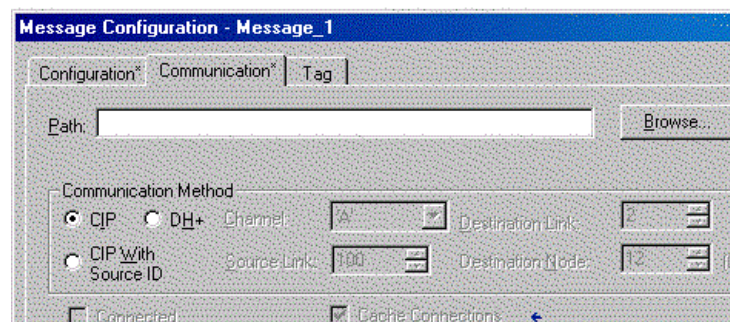 Message Configuration - Message_1
Configuration* Communication* Tag
Path: Browse...
Communication Method
CIP DH+ Channel: 'A' Destination Link: 2
CIP With
Source ID
Source Link: 100 Destination Node: 12 (
Connected Cache Connections ←